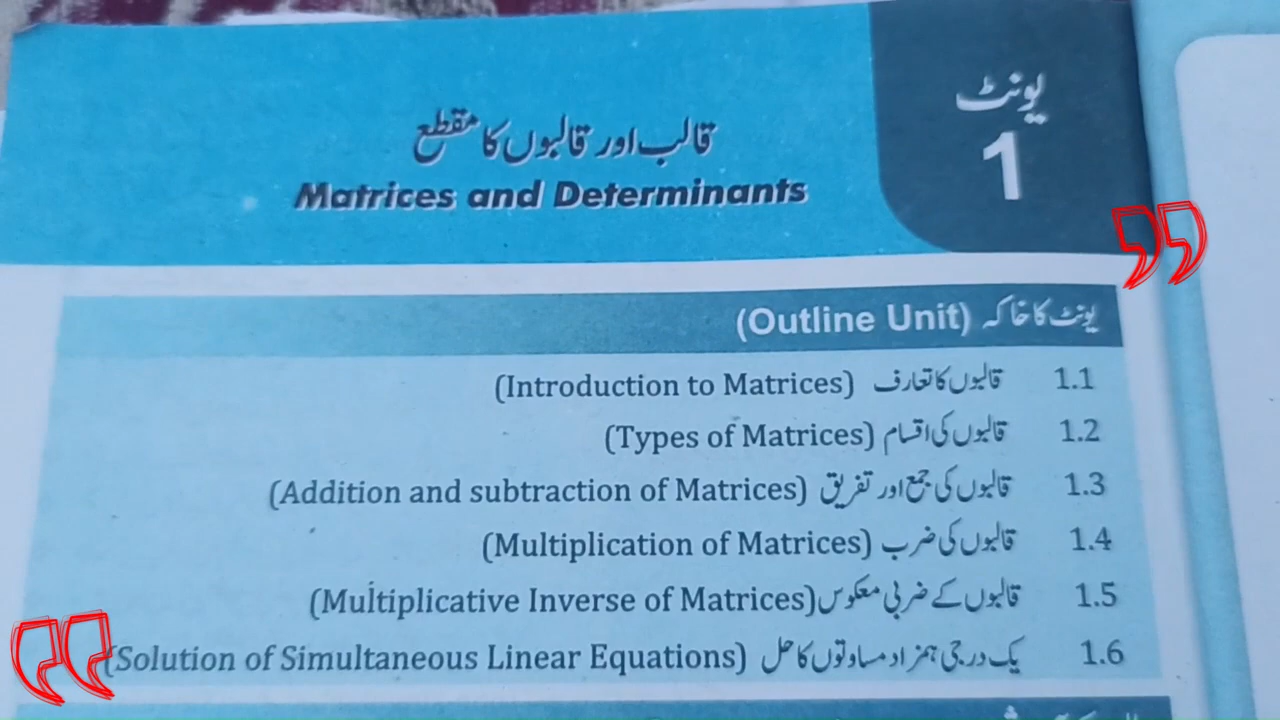 یونٹ
1
قالب اور قالبوں کا مقطع
Matrices and Determinants
یونٹ کا خاکہ (Outline Unit)
1.1 قالبوں کا تعارف (Introduction to Matrices)
1.2 قالبوں کی اقسام (Types of Matrices)
1.3 قالبوں کی جمع اور تفریق (Addition and subtraction of Matrices)
1.4 قالبوں کی ضرب (Multiplication of Matrices)
1.5 قالبوں کے ضربی معکوس (Multiplicative Inverse of Matrices)
1.6 یک درجی ہمزاد مساوتوں کا حل (Solution of Simultaneous Linear Equations)